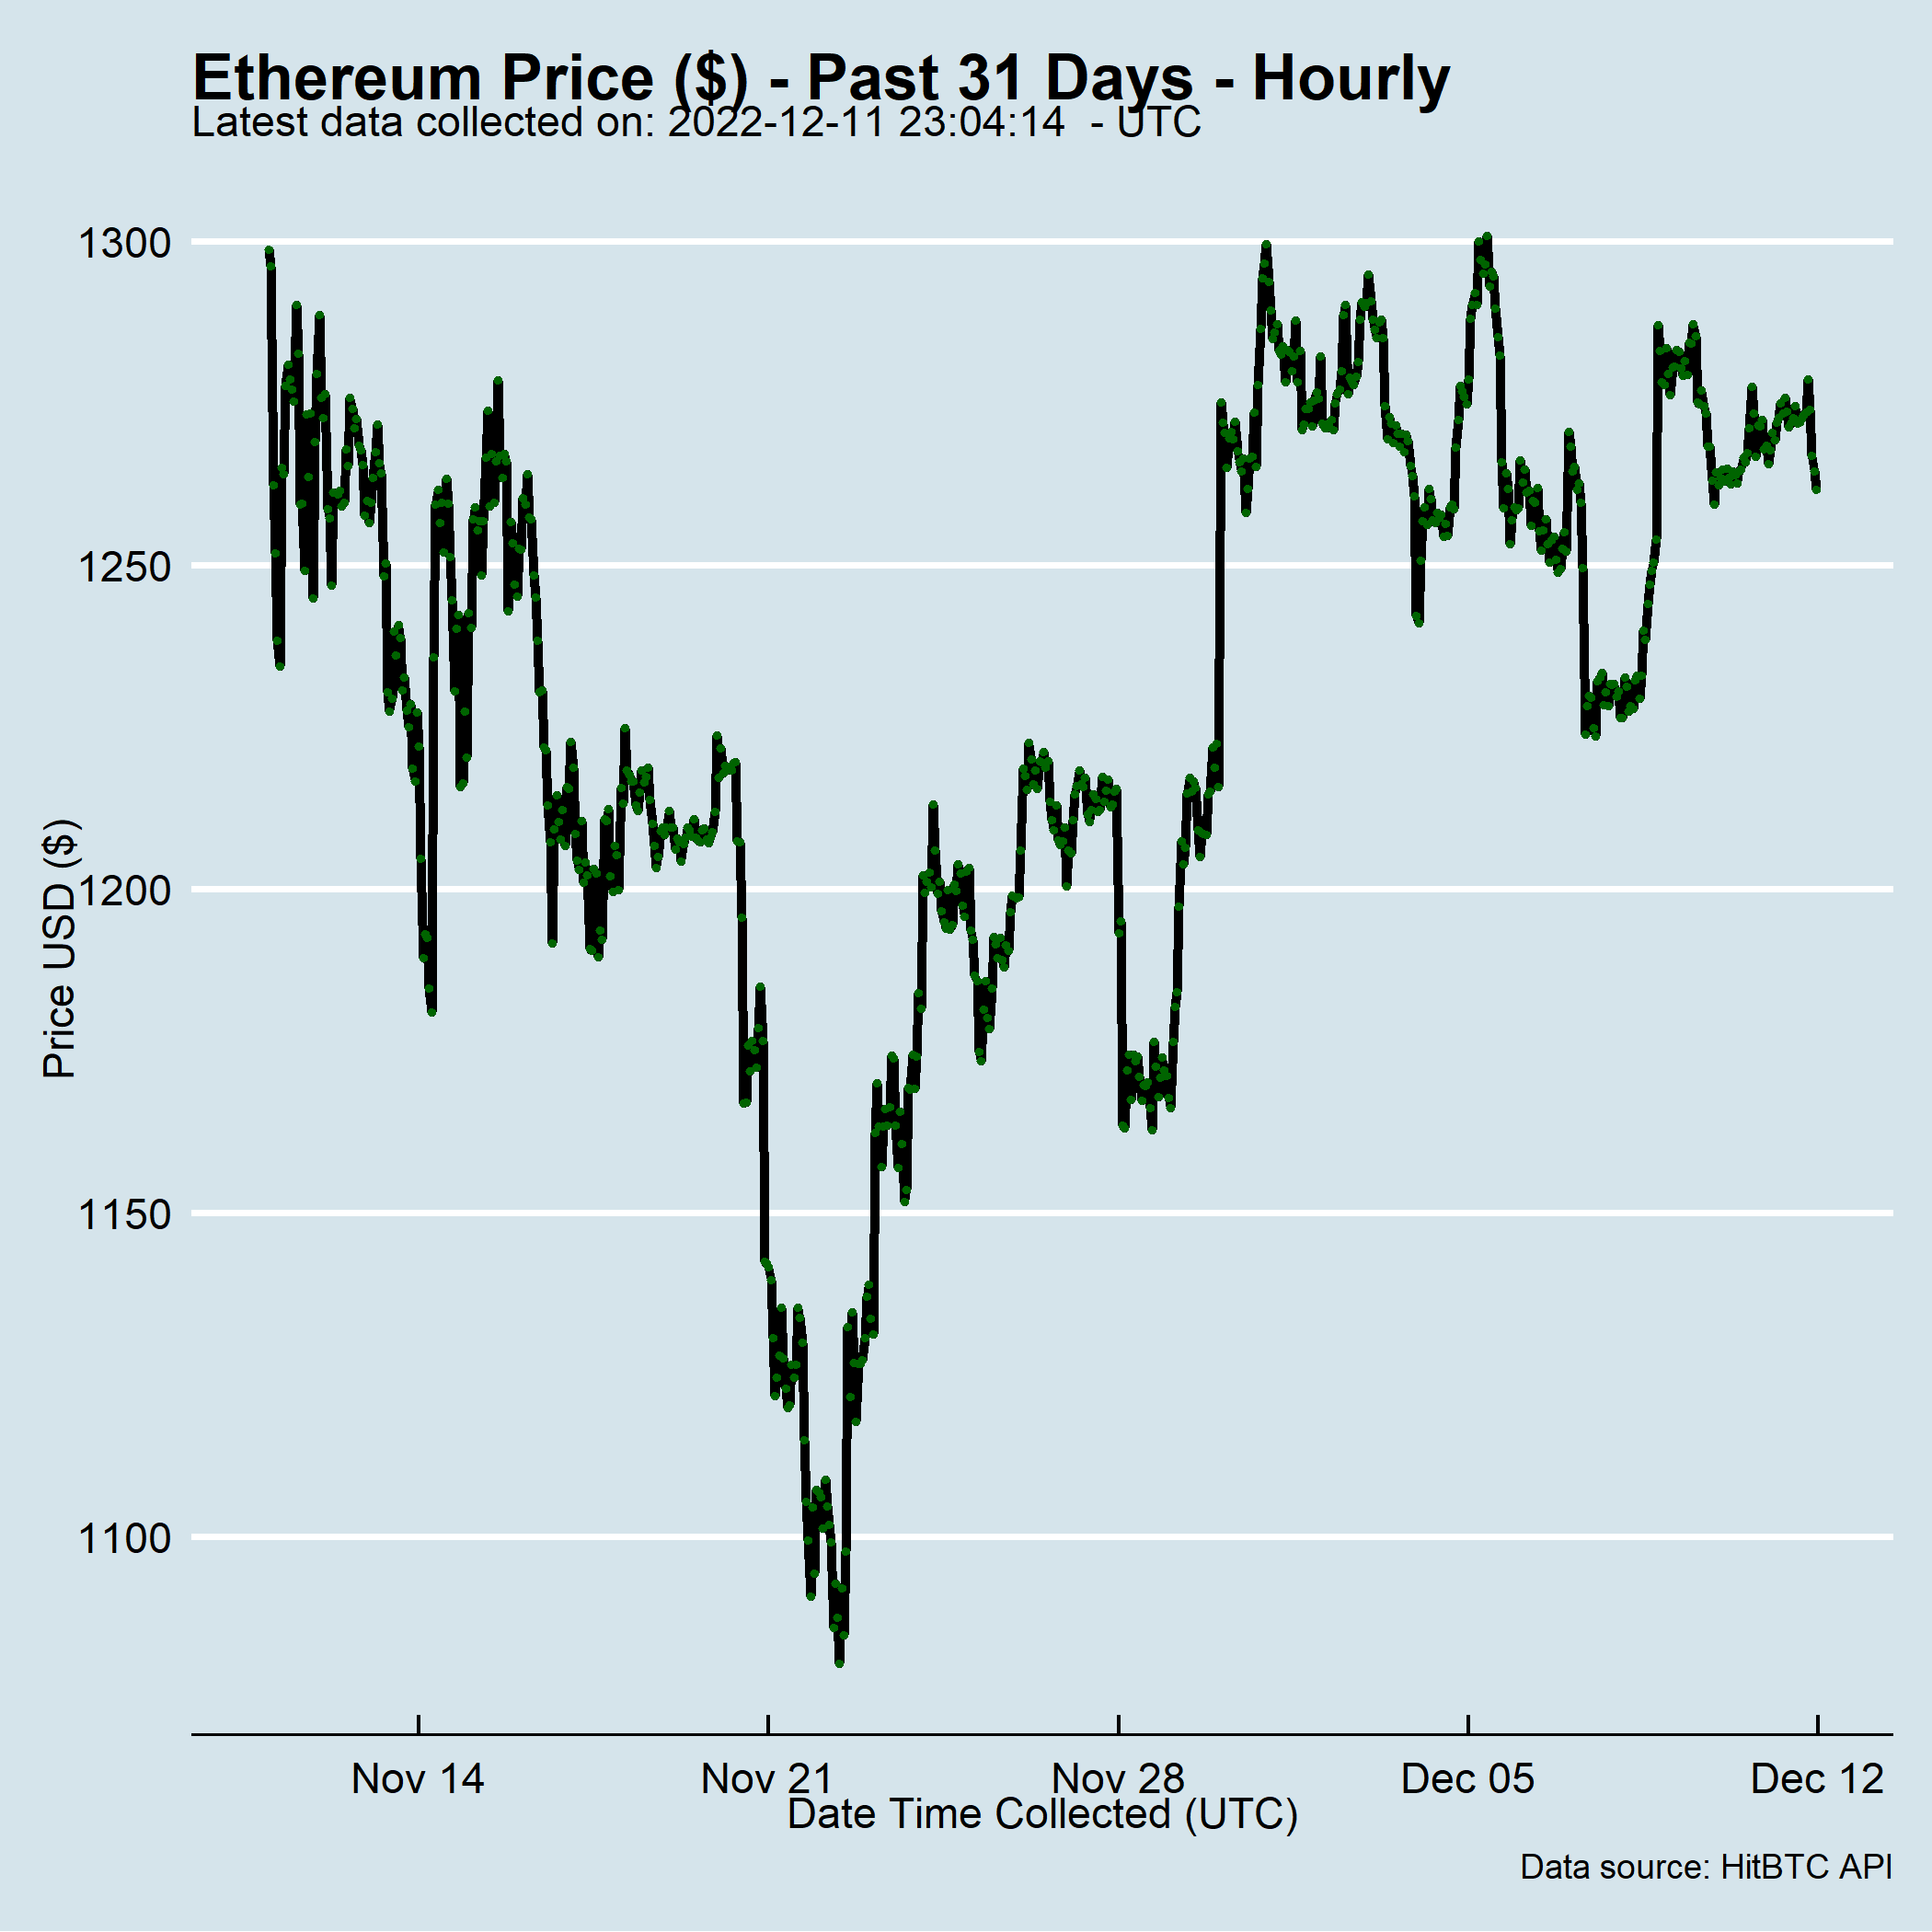 Ethereum Price ($) - Past 31 Days - Hourly
Latest data collected on: 2022-12-11 23:04:14  - UTC
1300
1250
1200
1150
1100
Price USD ($)
Nov 14 Nov 21 Nov 28 Dec 05 Dec 12
Date Time Collected (UTC)
Data source: HitBTC API